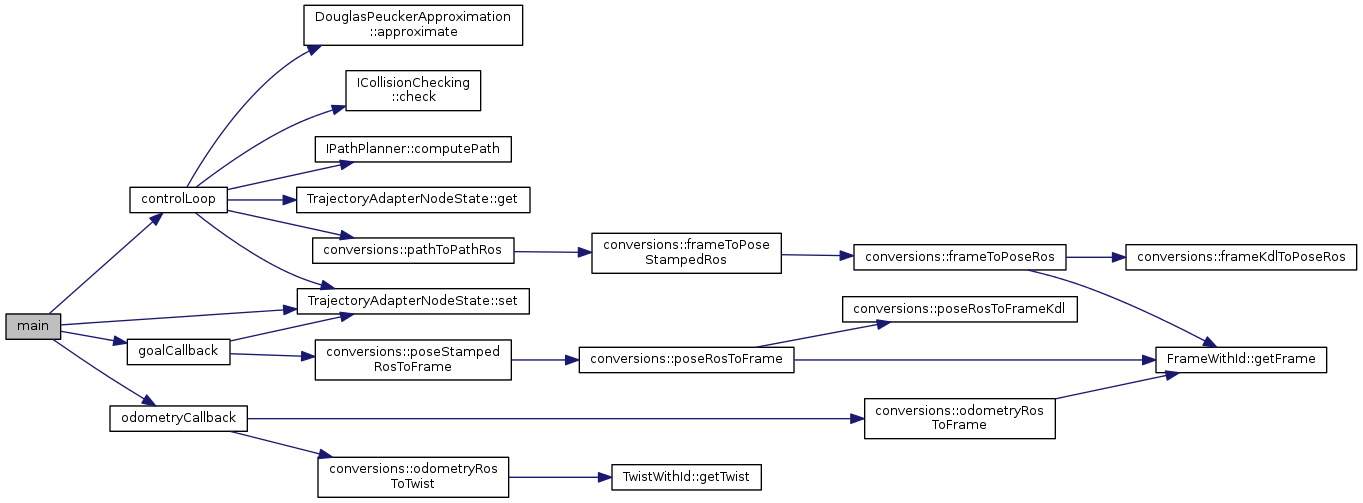 DouglasPeuckerApproximation
::approximate
ICollisionChecking
::check
IPathPlanner::computePath
controlLoop
TrajectoryAdapterNodeState::get
conversions::pathToPathRos
conversions::frameToPose
StampedRos
conversions::frameToPoseRos
conversions::frameKdlToPoseRos
TrajectoryAdapterNodeState::set
conversions::poseRosToFrameKdl
main
goalCallback
conversions::poseStamped
RosToFrame
conversions::poseRosToFrame
FrameWithId::getFrame
odometryCallback
conversions::odometryRos
ToFrame
conversions::odometryRos
ToTwist
TwistWithId::getTwist